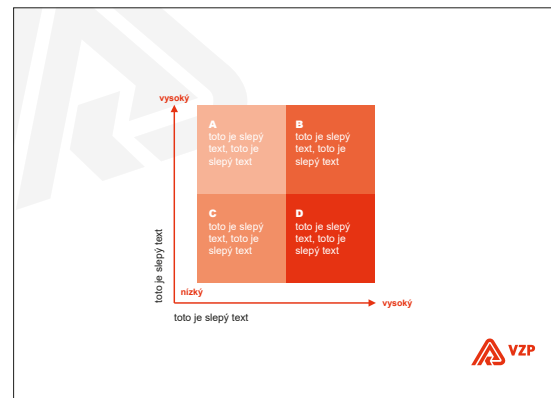 vysoký
A
toto je slepý
text, toto je
slepý text
B
toto je slepý
text, toto je
slepý text
C
toto je slepý
text, toto je
slepý text
D
toto je slepý
text, toto je
slepý text
toto je slepý text
nízký
vysoký
toto je slepý text
VZP